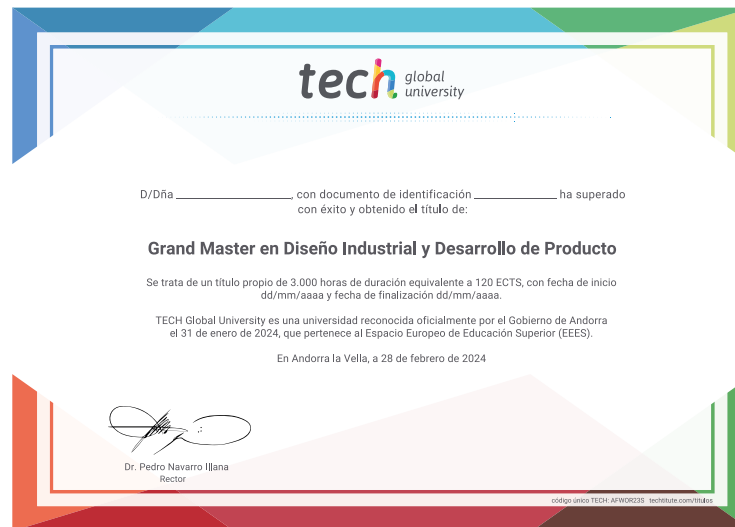 tech global
university
D/Dña ______________________, con documento de identificación ________________ ha superado
con éxito y obtenido el título de:
Grand Master en Diseño Industrial y Desarrollo de Producto
Se trata de un título propio de 3.000 horas de duración equivalente a 120 ECTS, con fecha de inicio
dd/mm/aaaa y fecha de finalización dd/mm/aaaa.
TECH Global University es una universidad reconocida oficialmente por el Gobierno de Andorra
el 31 de enero de 2024, que pertenece al Espacio Europeo de Educación Superior (EEES).
En Andorra la Vella, a 28 de febrero de 2024
Dr. Pedro Navarro Illana
Rector
código único TECH: AFWOR23S techtitute.com/titulos